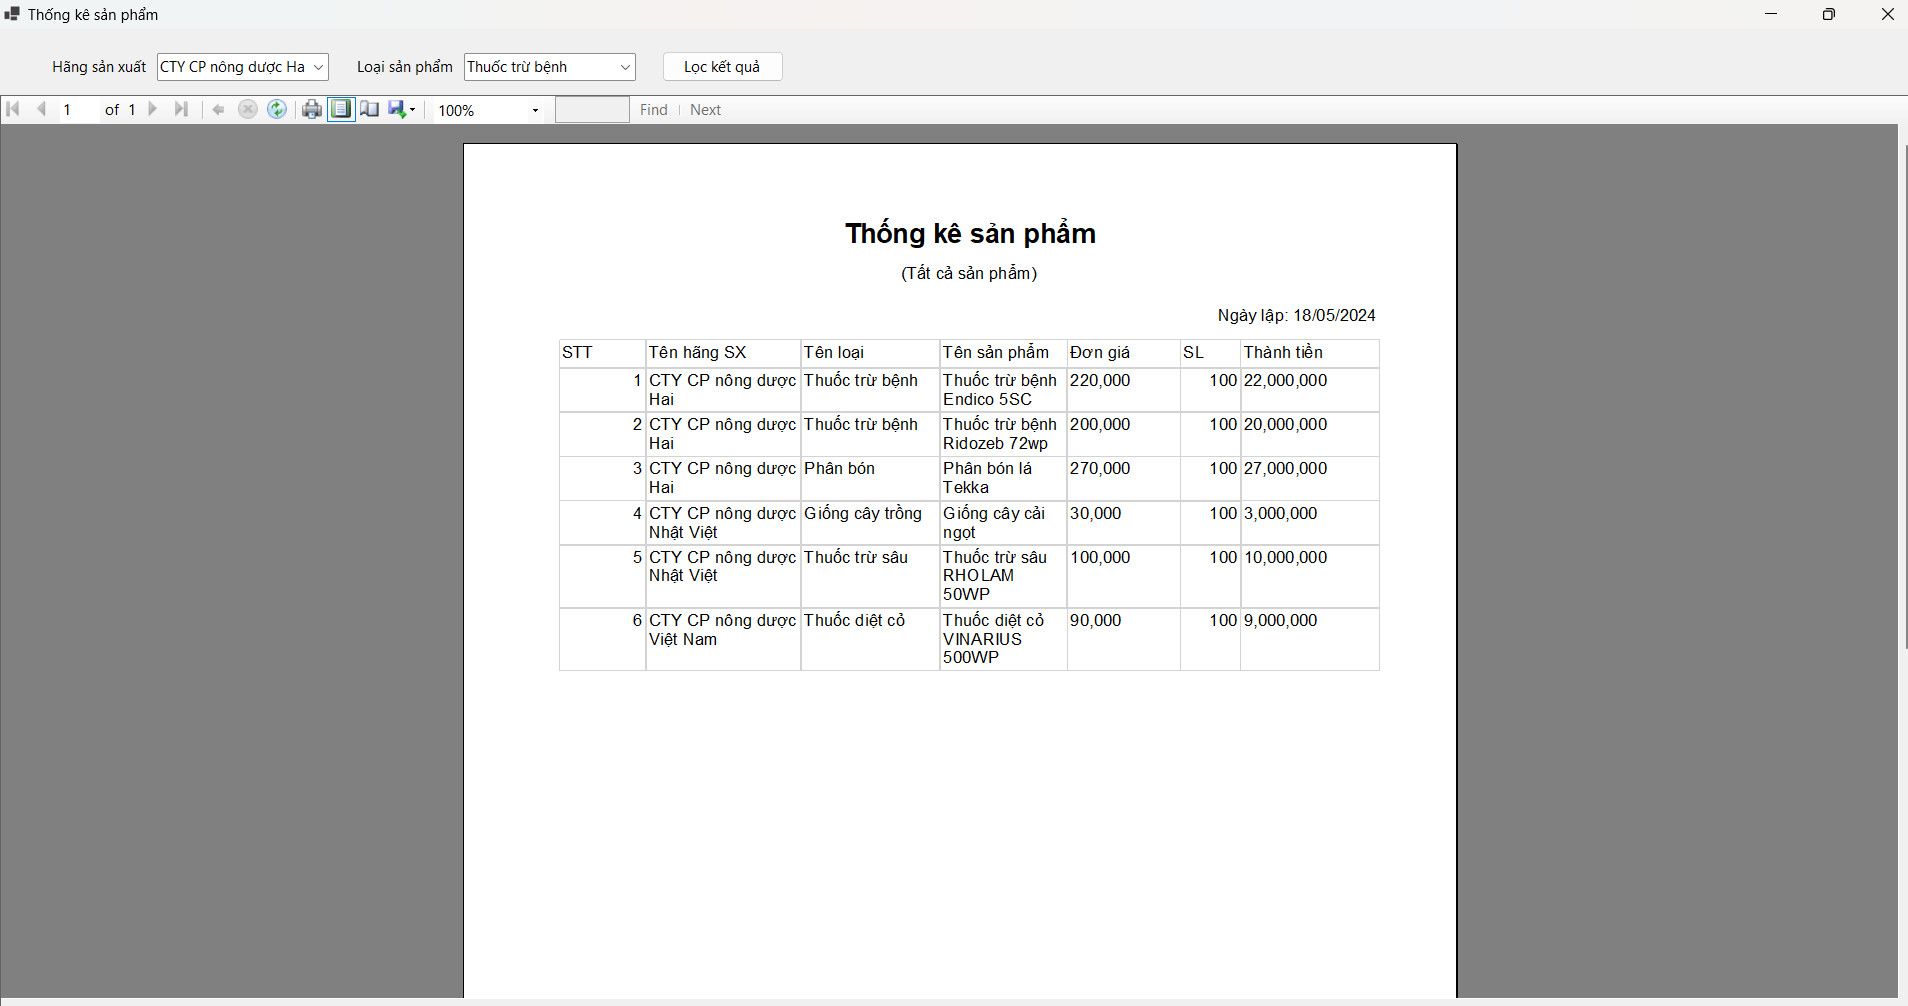 Thống kê sản phẩm
Hãng sản xuất CTY CP nông dược Ha Loại sản phẩm Thuốc trừ bệnh Lọc kết quả
1 of 1 100% Find Next
Thống kê sản phẩm
(Tất cả sản phẩm)
Ngày lập: 18/05/2024
STT Tên hãng SX Tên loại Tên sản phẩm Đơn giá SL Thành tiền
1 CTY CP nông dược Thuốc trừ bệnh Thuốc trừ bệnh 220,000 100 22,000,000
Hai Endico 5SC
2 CTY CP nông dược Thuốc trừ bệnh Thuốc trừ bệnh 200,000 100 20,000,000
Hai Ridozeb 72wp
3 CTY CP nông dược Phân bón Phân bón lá 270,000 100 27,000,000
Hai Tekka
4 CTY CP nông dược Giống cây trồng Giống cây cải 30,000 100 3,000,000
Nhật Việt ngọt
5 CTY CP nông dược Thuốc trừ sâu Thuốc trừ sâu 100,000 100 10,000,000
Nhật Việt RHOLAM
50WP
6 CTY CP nông dược Thuốc diệt cỏ Thuốc diệt cỏ 90,000 100 9,000,000
Việt Nam VINARIUS
500WP